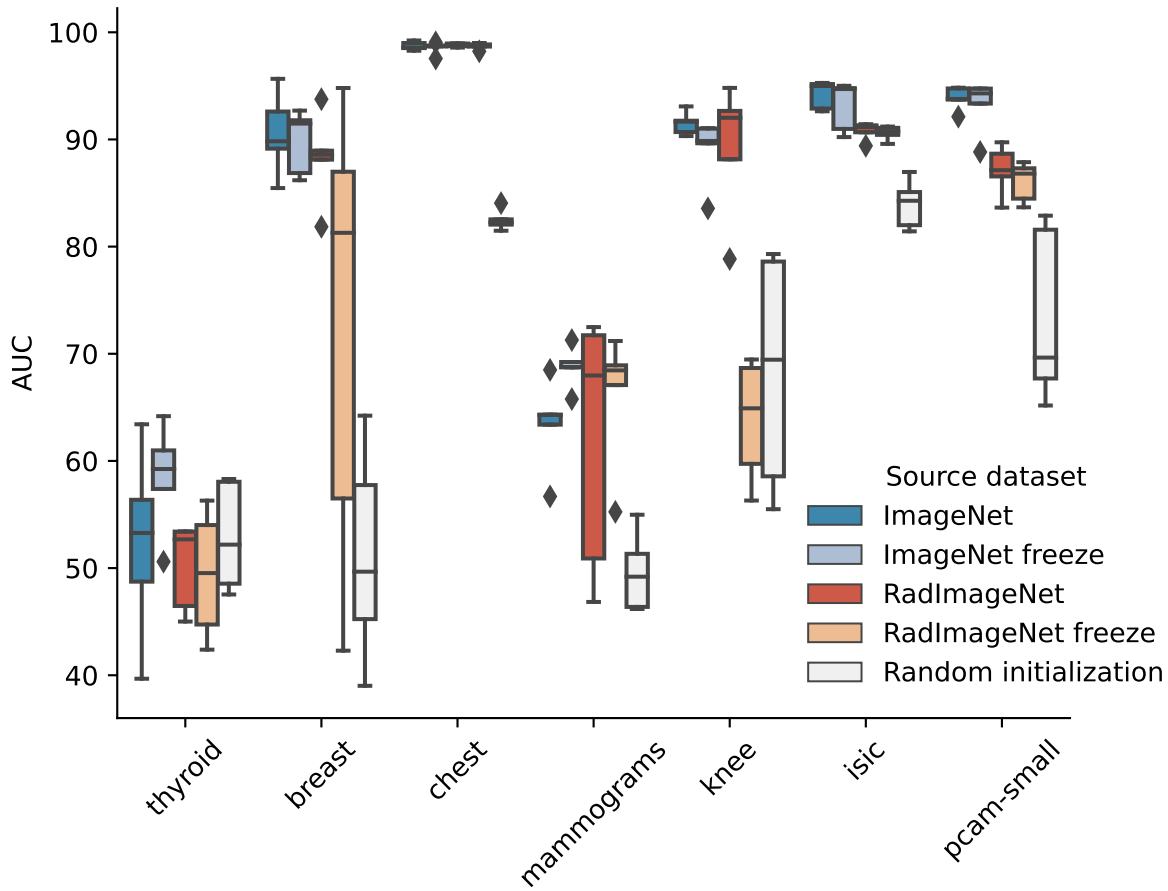 100
90
80
70
60
50
40
AUC
Source dataset
ImageNet
ImageNet freeze
RadImageNet
RadImageNet freeze
Random initialization
thyroid
breast
chest
mammograms
knee
isic
pcam-small